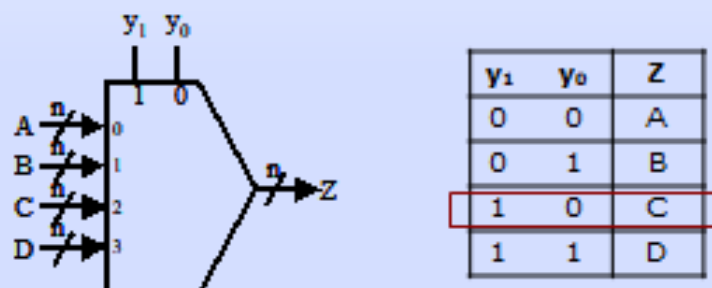 y₁ y₀
1 0
A n 0
B n 1
C n 2
D n 3
n Z
y₁ y₀ Z
0 0 A
0 1 B
1 0 C
1 1 D